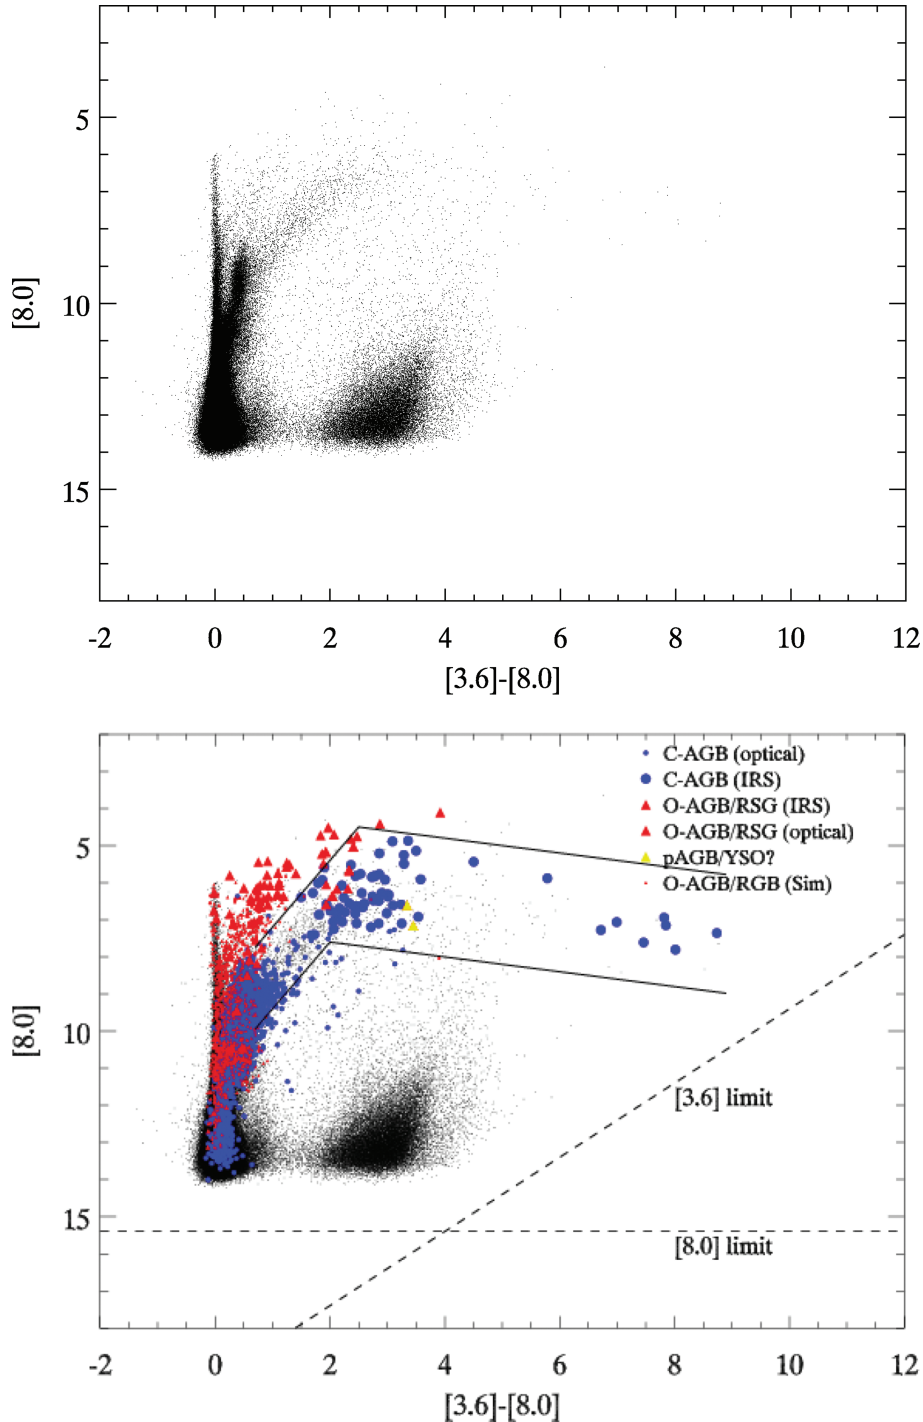 5
10
15
[8.0]
-2 0 2 4 6 8 10 12
[3.6]-[8.0]
C-AGB (optical)
C-AGB (IRS)
O-AGB/RSG (IRS)
O-AGB/RSG (optical)
pAGB/YSO?
O-AGB/RGB (Sim)
5
10
15
[8.0]
[3.6] limit
[8.0] limit
-2 0 2 4 6 8 10 12
[3.6]-[8.0]